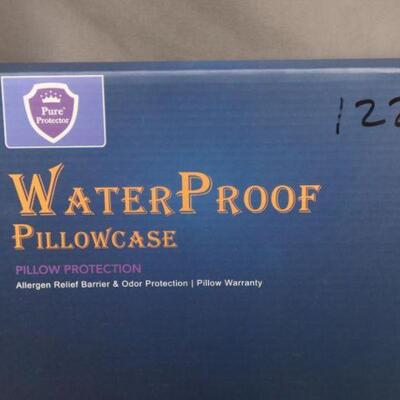 Pure
Protector
122
WATERPROOF
PILLOWCASE
PILLOW PROTECTION
Allergen Relief Barrier & Odor Protection | Pillow Warranty